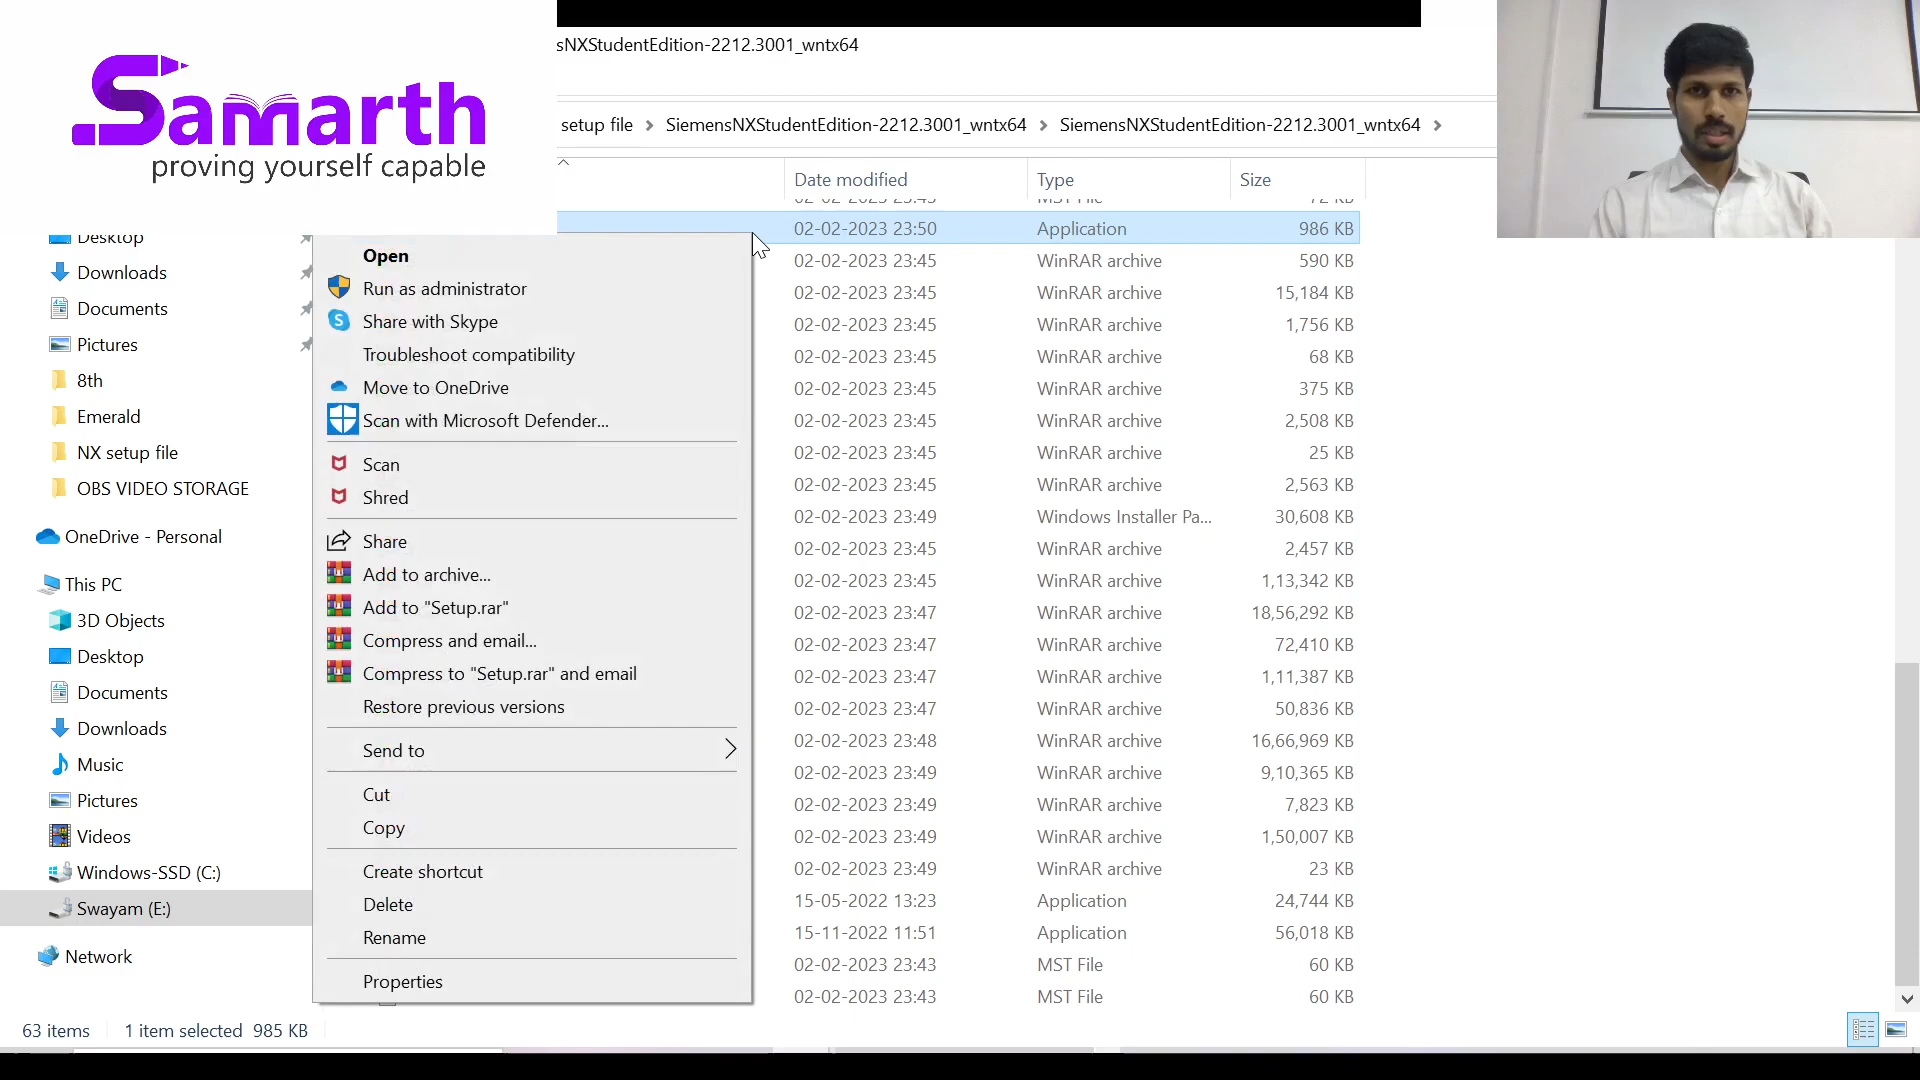 Samarth
proving yourself capable
sNXStudentEdition-2212.3001_wntx64
setup file > SiemensNXStudentEdition-2212.3001_wntx64 > SiemensNXStudentEdition-2212.3001_wntx64 >
Date modified Type Size
02-02-2023 23:45 MST File 72 KB
02-02-2023 23:50 Application 986 KB
02-02-2023 23:45 WinRAR archive 590 KB
02-02-2023 23:45 WinRAR archive 15,184 KB
02-02-2023 23:45 WinRAR archive 1,756 KB
02-02-2023 23:45 WinRAR archive 68 KB
02-02-2023 23:45 WinRAR archive 375 KB
02-02-2023 23:45 WinRAR archive 2,508 KB
02-02-2023 23:45 WinRAR archive 25 KB
02-02-2023 23:45 WinRAR archive 2,563 KB
02-02-2023 23:49 Windows Installer Pa... 30,608 KB
02-02-2023 23:45 WinRAR archive 2,457 KB
02-02-2023 23:45 WinRAR archive 1,13,342 KB
02-02-2023 23:47 WinRAR archive 18,56,292 KB
02-02-2023 23:47 WinRAR archive 72,410 KB
02-02-2023 23:47 WinRAR archive 1,11,387 KB
02-02-2023 23:47 WinRAR archive 50,836 KB
02-02-2023 23:48 WinRAR archive 16,66,969 KB
02-02-2023 23:49 WinRAR archive 9,10,365 KB
02-02-2023 23:49 WinRAR archive 7,823 KB
02-02-2023 23:49 WinRAR archive 1,50,007 KB
02-02-2023 23:49 WinRAR archive 23 KB
15-05-2022 13:23 Application 24,744 KB
15-11-2022 11:51 Application 56,018 KB
02-02-2023 23:43 MST File 60 KB
02-02-2023 23:43 MST File 60 KB
Desktop
Downloads
Documents
Pictures
8th
Emerald
NX setup file
OBS VIDEO STORAGE
OneDrive - Personal
This PC
3D Objects
Desktop
Documents
Downloads
Music
Pictures
Videos
Windows-SSD (C:)
Swayam (E:)
Network
Open
Run as administrator
Share with Skype
Troubleshoot compatibility
Move to OneDrive
Scan with Microsoft Defender...
Scan
Shred
Share
Add to archive...
Add to "Setup.rar"
Compress and email...
Compress to "Setup.rar" and email
Restore previous versions
Send to
Cut
Copy
Create shortcut
Delete
Rename
Properties
63 items 1 item selected 985 KB